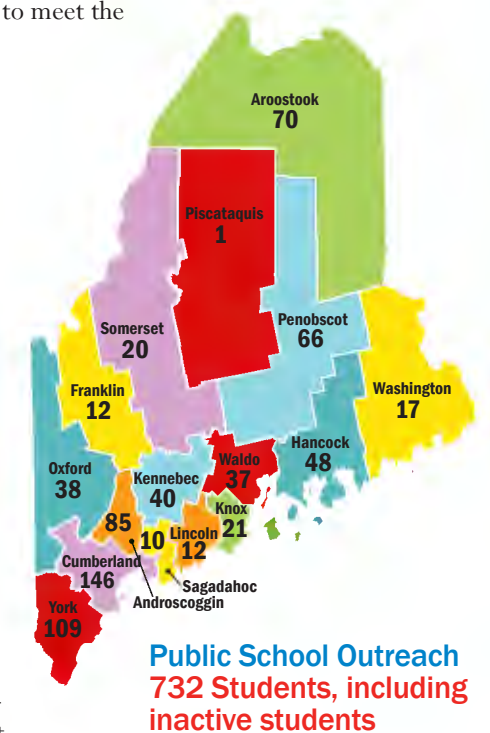 to meet the
Aroostook
70
Piscataquis
1
Somerset
20
Penobscot
66
Franklin
12
Washington
17
Hancock
48
Oxford
38
Kennebec
40
Waldo
37
Knox
21
85
10
Lincoln
12
Cumberland
146
Sagadahoc
Androscoggin
York
109
Public School Outreach
732 Students, including
inactive students